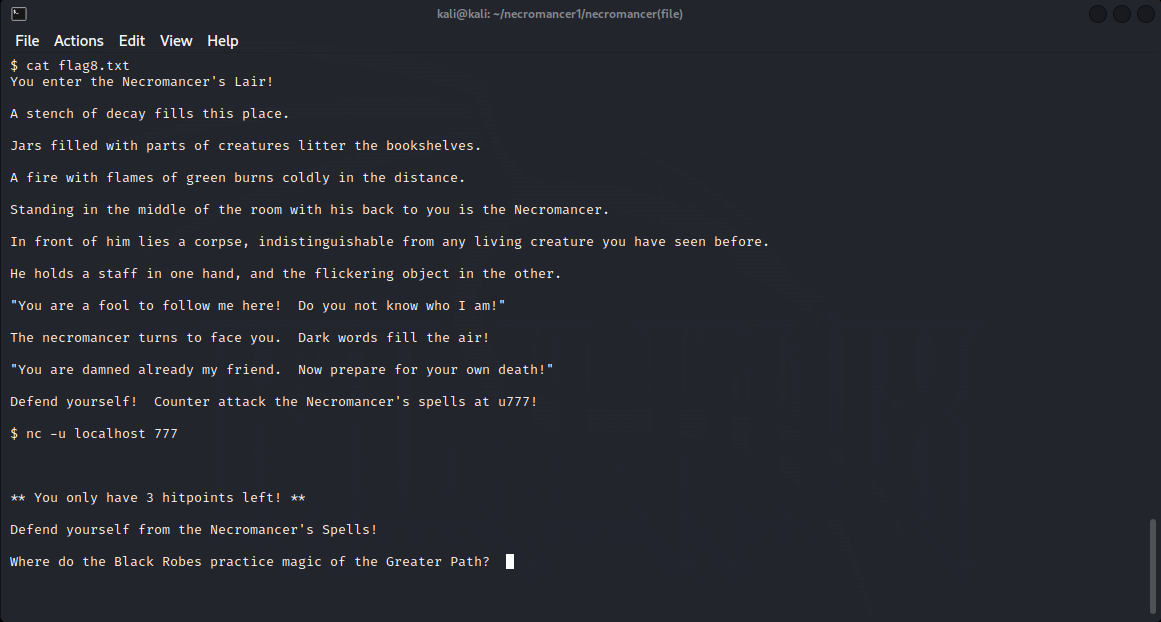 kali@kali: ~/necromancer1/necromancer(file)
File Actions Edit View Help
$ cat flag8.txt
You enter the Necromancer's Lair!
A stench of decay fills this place.
Jars filled with parts of creatures litter the bookshelves.
A fire with flames of green burns coldly in the distance.
Standing in the middle of the room with his back to you is the Necromancer.
In front of him lies a corpse, indistinguishable from any living creature you have seen before.
He holds a staff in one hand, and the flickering object in the other.
"You are a fool to follow me here!  Do you not know who I am!"
The necromancer turns to face you.  Dark words fill the air!
"You are damned already my friend.  Now prepare for your own death!"
Defend yourself!  Counter attack the Necromancer's spells at u777!
$ nc -u localhost 777
** You only have 3 hitpoints left! **
Defend yourself from the Necromancer's Spells!
Where do the Black Robes practice magic of the Greater Path?